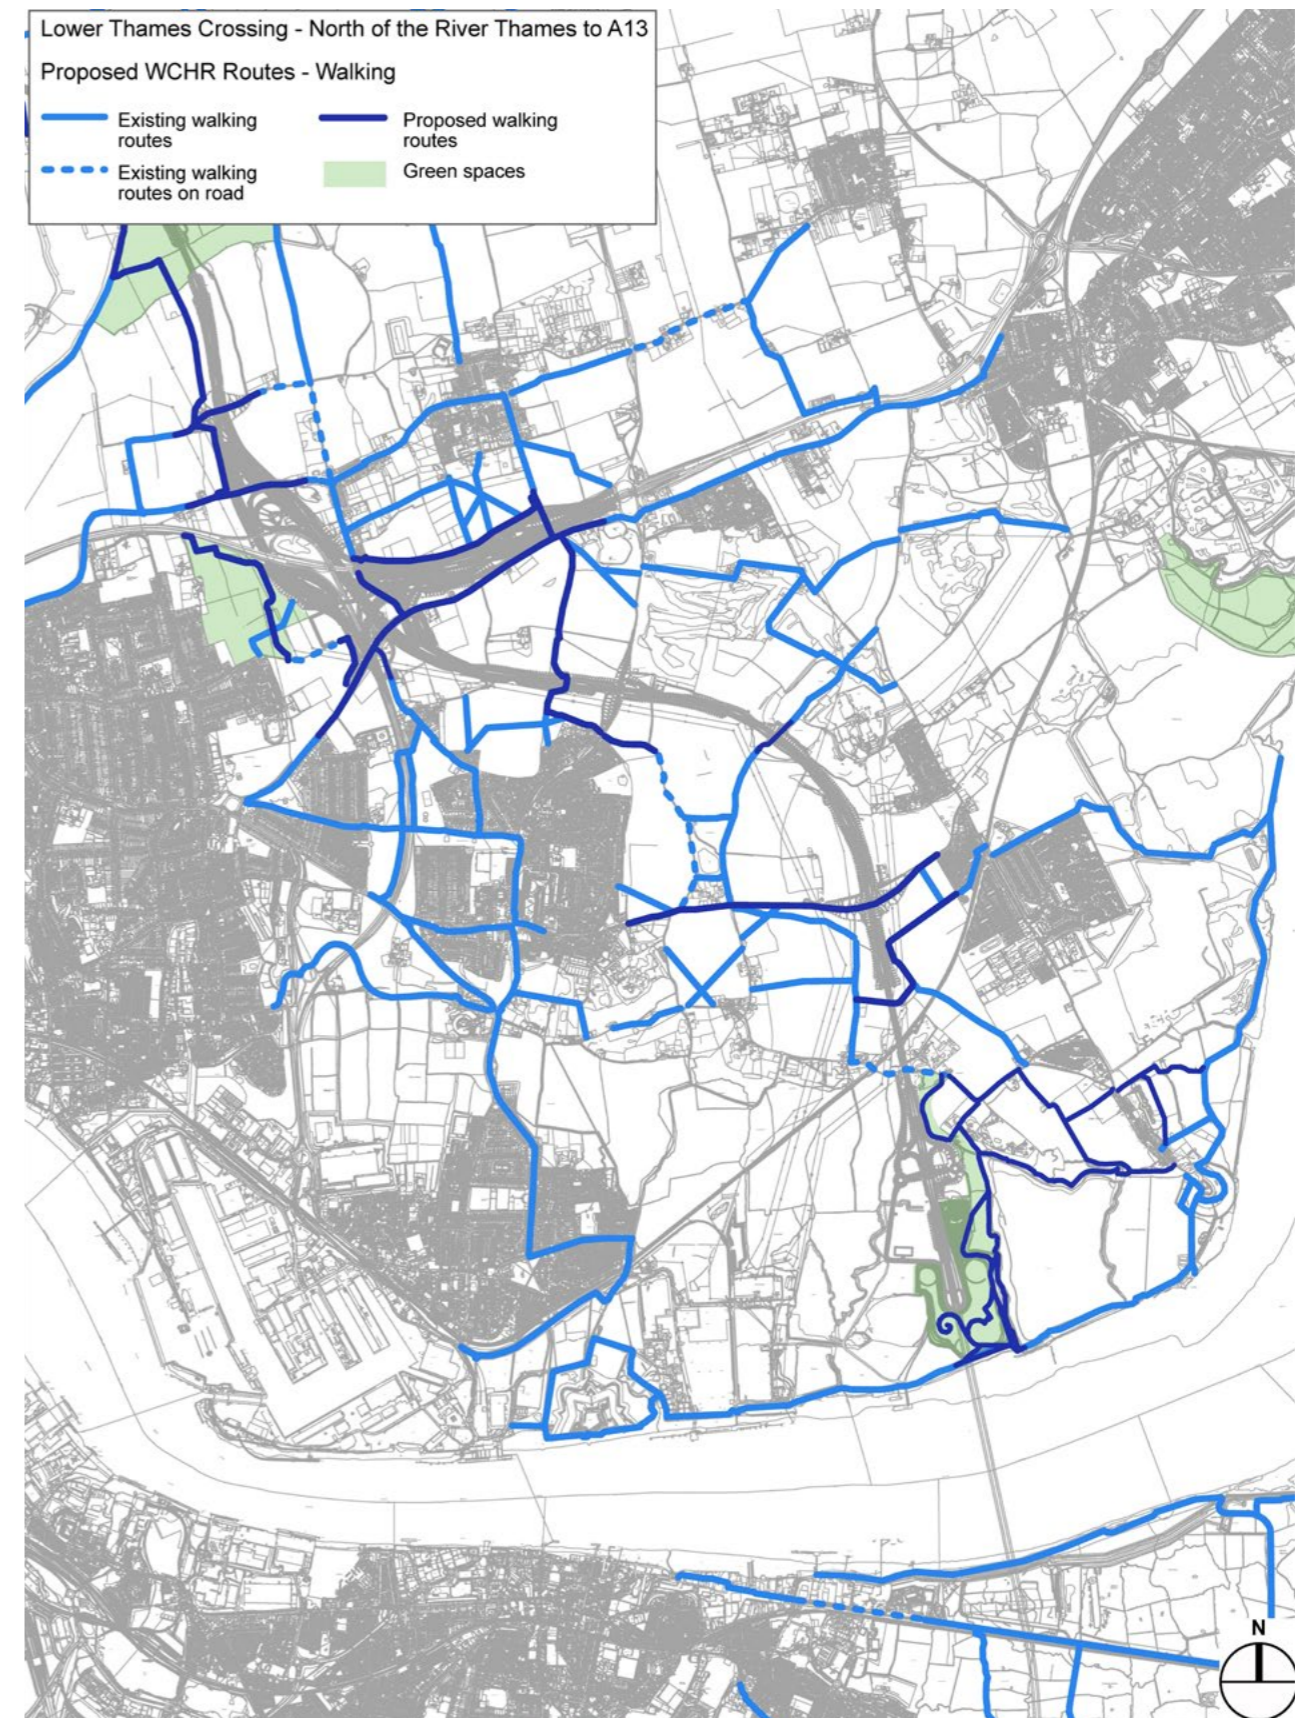 Lower Thames Crossing - North of the River Thames to A13
Proposed WCHR Routes - Walking
Existing walking
routes
Proposed walking
routes
Existing walking
routes on road
Green spaces
N